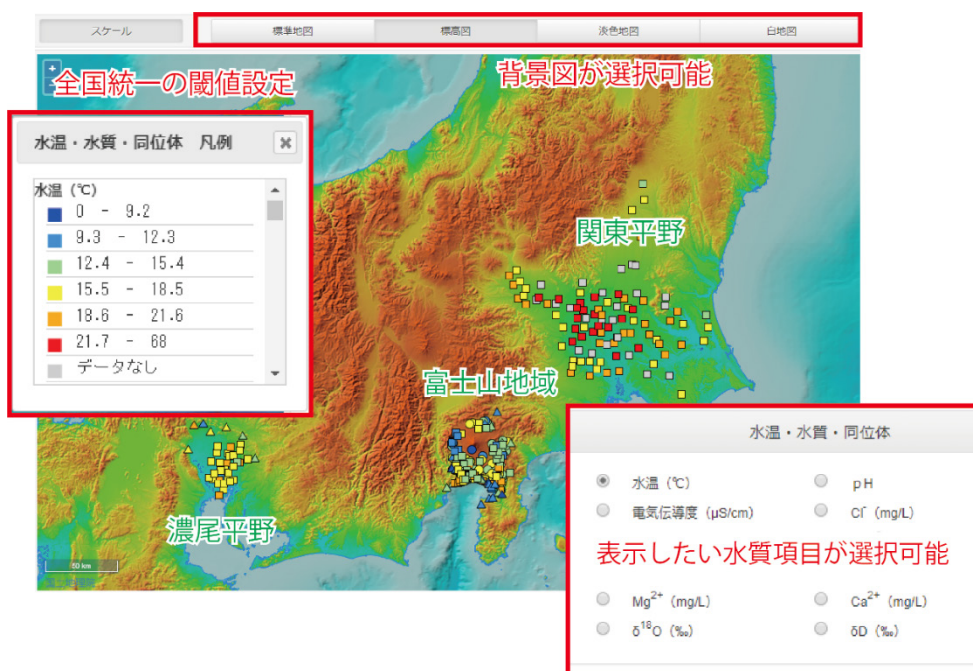 スケール
標準地図
標高図
淡色地図
白地図
全国統一の閾値設定
背景図が選択可能
水温・水質・同位体 凡例
水温 (℃)
0 - 9.2
9.3 - 12.3
12.4 - 15.4
15.5 - 18.5
18.6 - 21.6
21.7 - 68
データなし
関東平野
富士山地域
濃尾平野
50 km
水温・水質・同位体
水温 (℃)
pH
電気伝導度 (μS/cm)
Cl⁻ (mg/L)
表示したい水質項目が選択可能
Mg²⁺ (mg/L)
Ca²⁺ (mg/L)
δ¹⁸O (‰)
δD (‰)